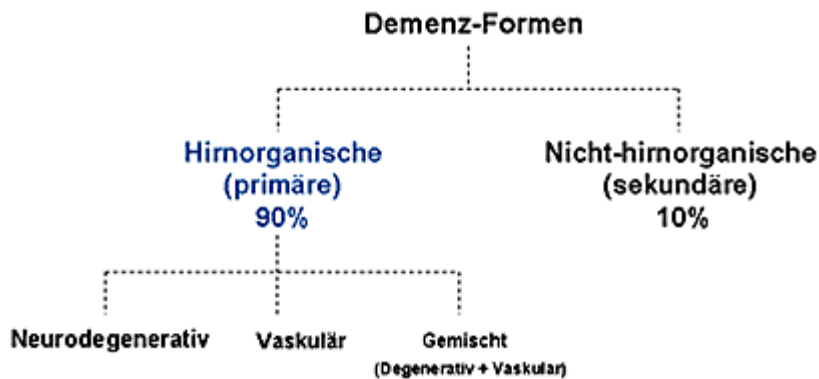 Demenz-Formen
Hirnorganische
(primäre)
90%
Nicht-hirnorganische
(sekundäre)
10%
Neurodegenerativ
Vaskulär
Gemischt
(Degenerativ + Vaskular)